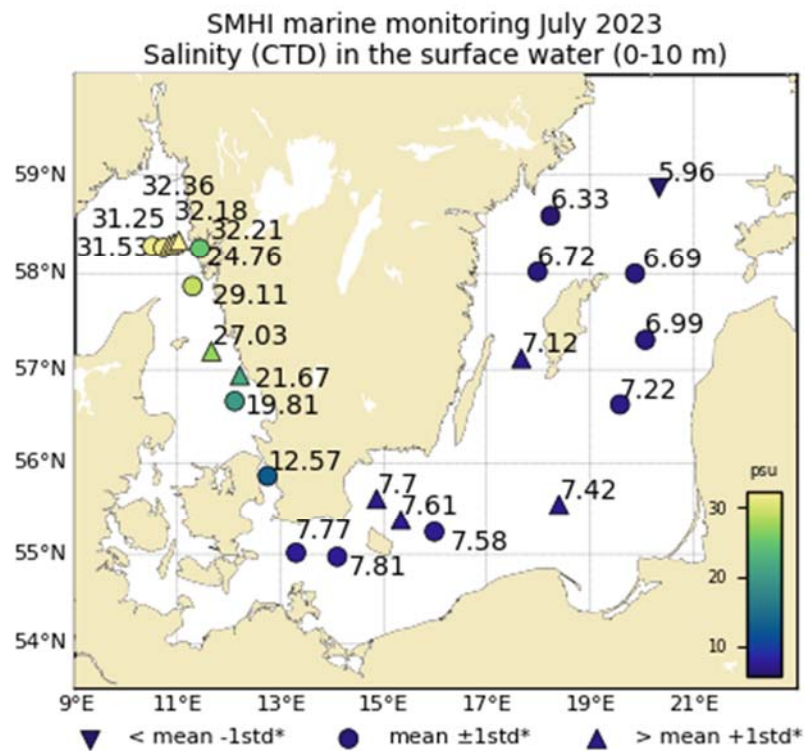 SMHI marine monitoring July 2023
Salinity (CTD) in the surface water (0-10 m)
59°N
58°N
57°N
56°N
55°N
54°N
32.36
31.25
32.18
31.53
32.21
24.76
29.11
27.03
21.67
19.81
12.57
7.77
7.81
7.7
7.61
7.58
7.42
5.96
6.33
6.72
6.69
6.99
7.12
7.22
psu
30
20
10
9°E
11°E
13°E
15°E
17°E
19°E
21°E
< mean -1std*
mean ±1std*
> mean +1std*